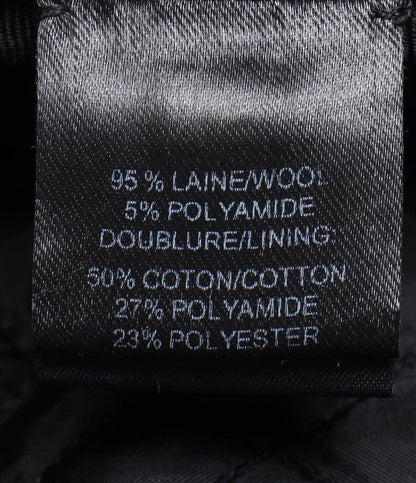 95% LAINE/WOOL
5% POLYAMIDE
DOUBLURE/LINING:
50% COTON/COTTON
27% POLYAMIDE
23% POLYESTER